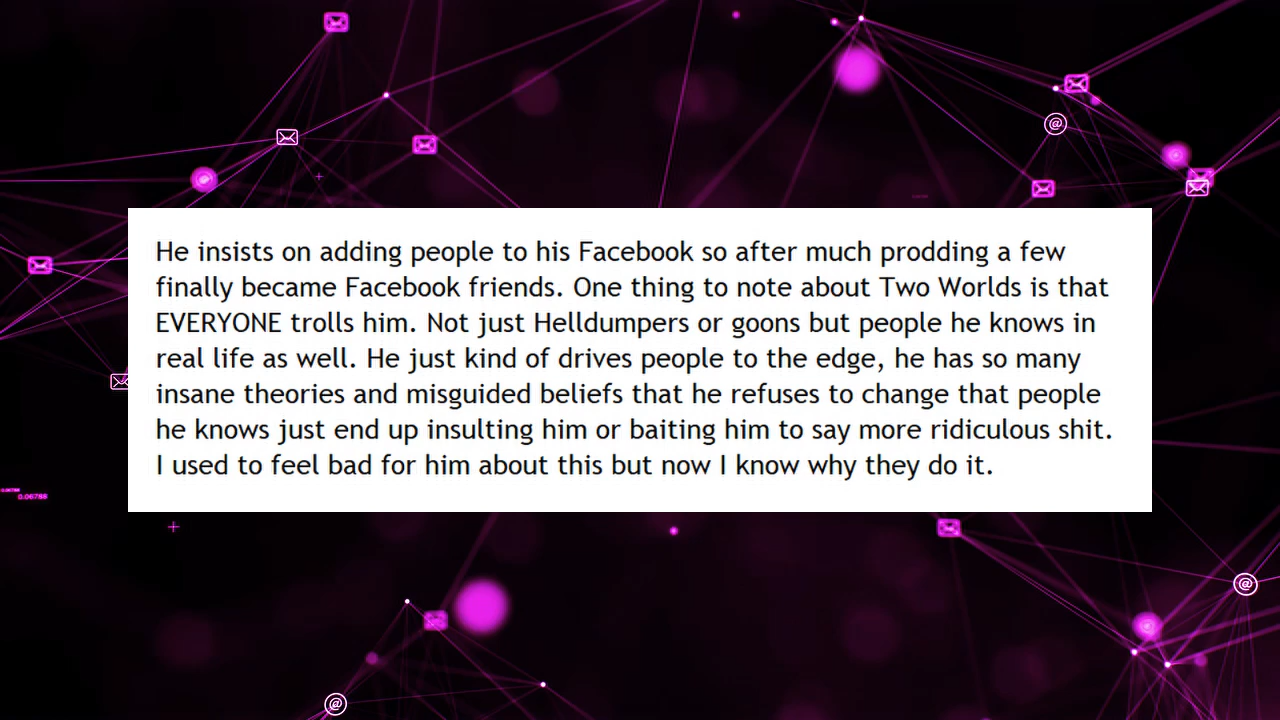 He insists on adding people to his Facebook so after much prodding a few
finally became Facebook friends. One thing to note about Two Worlds is that
EVERYONE trolls him. Not just Helldumpers or goons but people he knows in
real life as well. He just kind of drives people to the edge, he has so many
insane theories and misguided beliefs that he refuses to change that people
he knows just end up insulting him or baiting him to say more ridiculous shit.
I used to feel bad for him about this but now I know why they do it.
0.06788
0.06788